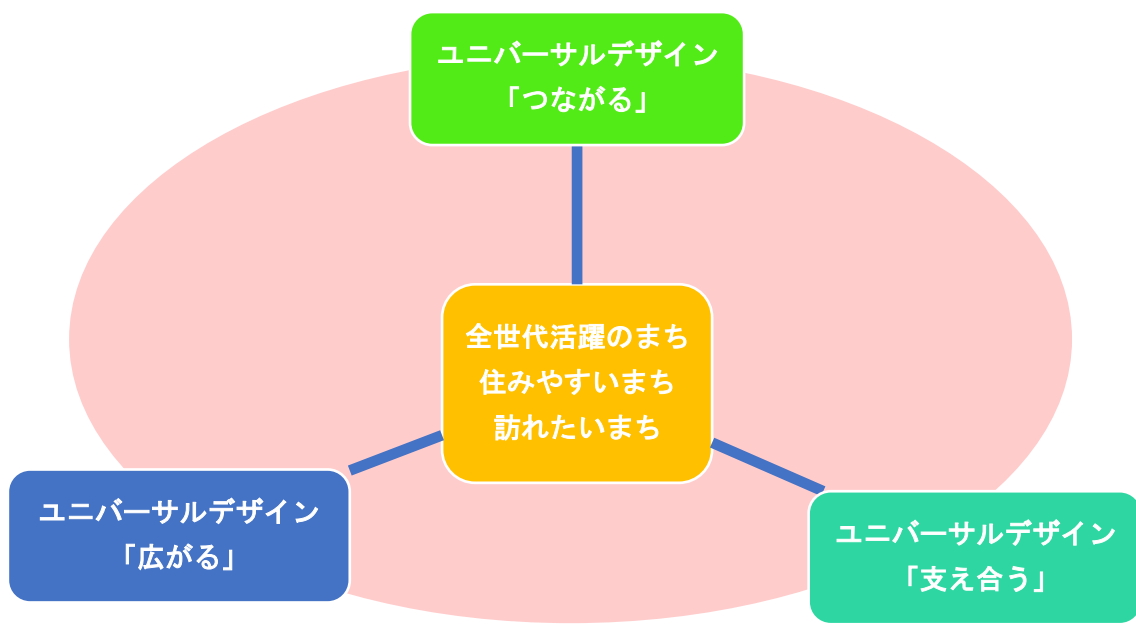 ユニバーサルデザイン
「つながる」
全世代活躍のまち
住みやすいまち
訪れたいまち
ユニバーサルデザイン
「広がる」
ユニバーサルデザイン
「支え合う」